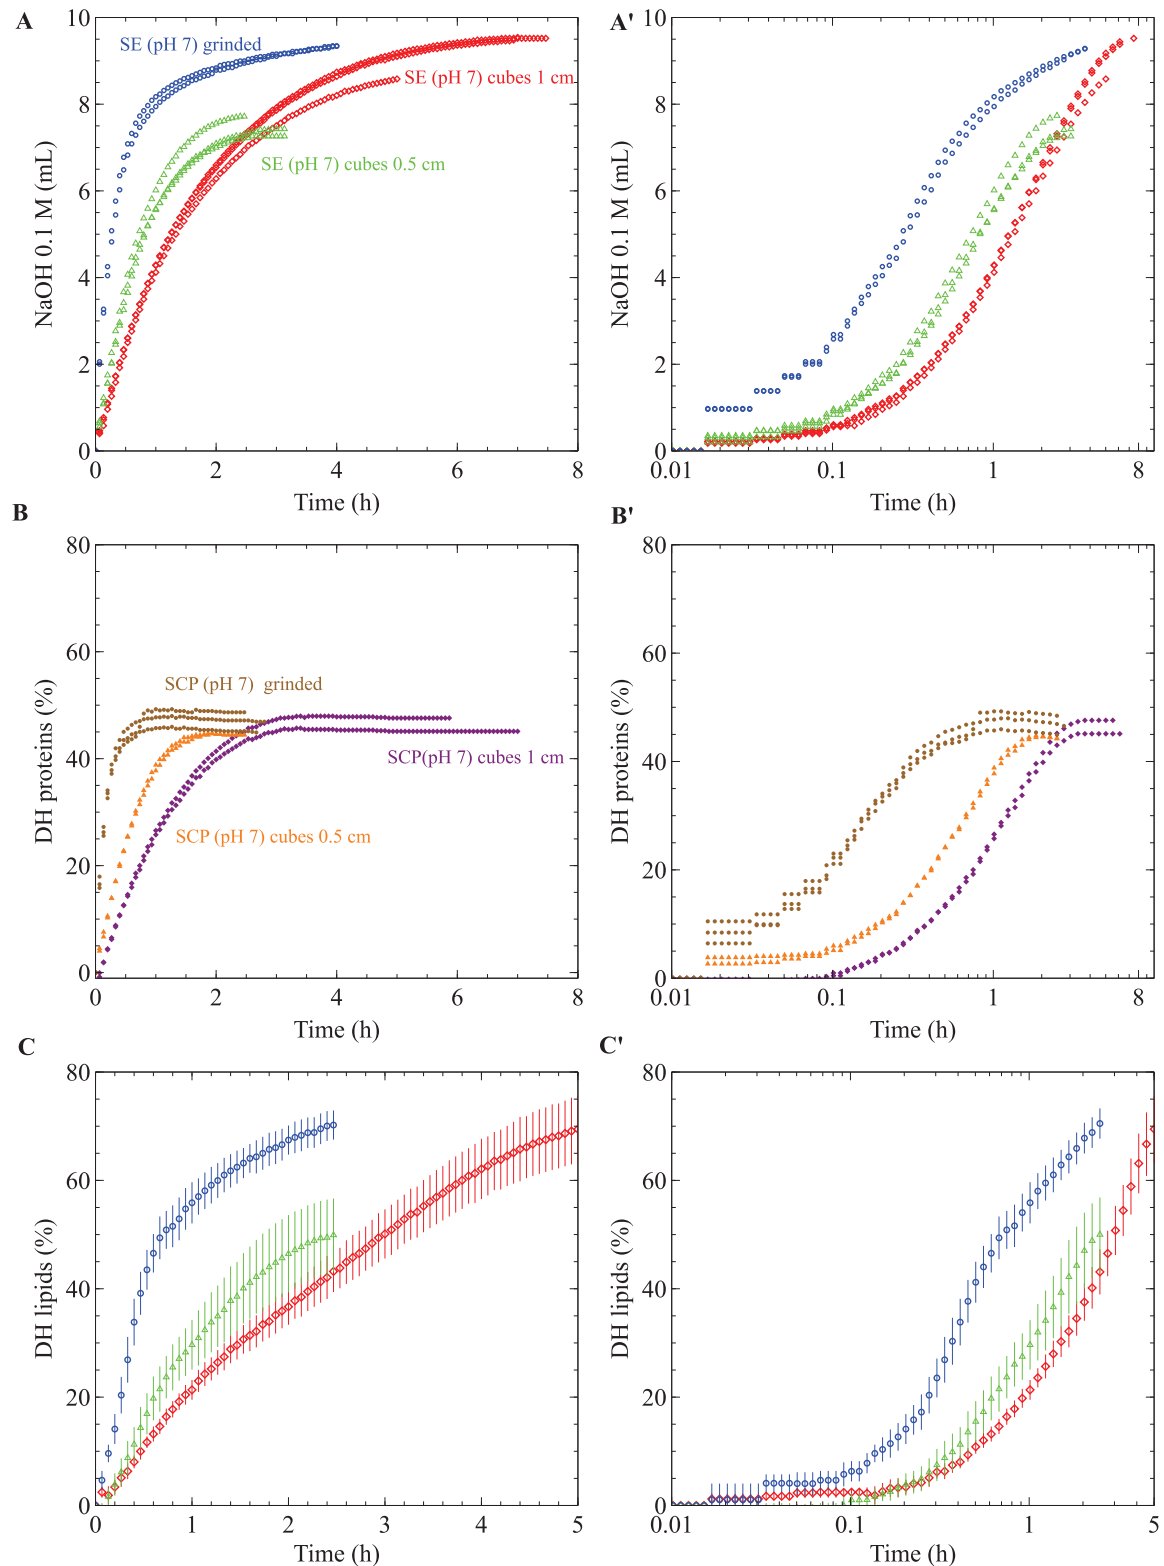 A
A'
10
8
6
4
2
0
NaOH 0.1 M (mL)
SE (pH 7) grinded
SE (pH 7) cubes 1 cm
SE (pH 7) cubes 0.5 cm
0 2 4 6 8
Time (h)
10
8
6
4
2
0
NaOH 0.1 M (mL)
0.01 0.1 1 8
Time (h)
B
B'
80
60
40
20
0
DH proteins (%)
SCP (pH 7) grinded
SCP(pH 7) cubes 1 cm
SCP (pH 7) cubes 0.5 cm
0 2 4 6 8
Time (h)
80
60
40
20
0
DH proteins (%)
0.01 0.1 1 8
Time (h)
C
C'
80
60
40
20
0
DH lipids (%)
0 1 2 3 4 5
Time (h)
80
60
40
20
0
DH lipids (%)
0.01 0.1 1 5
Time (h)